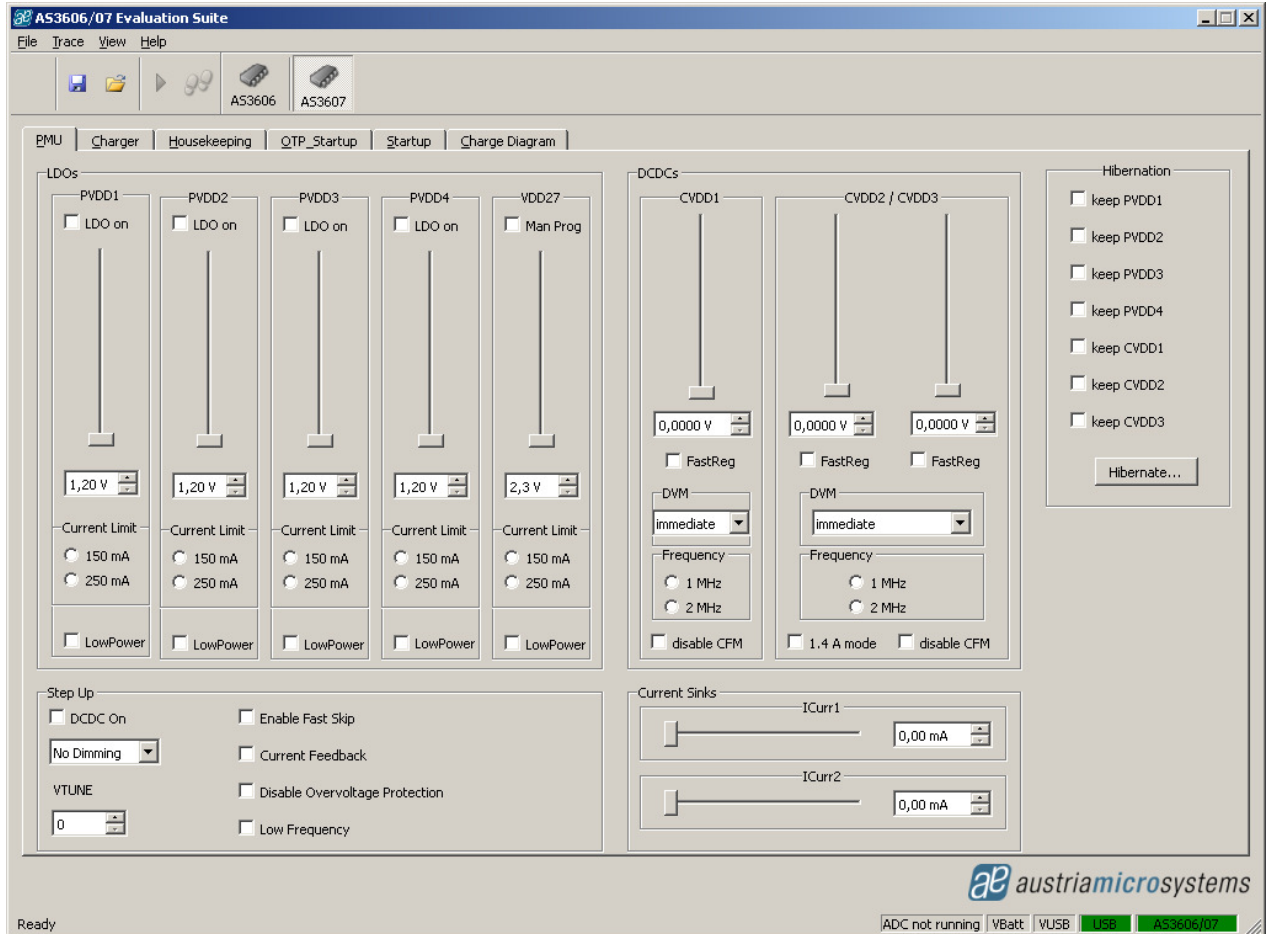 AS3606/07 Evaluation Suite
File Trace View Help
AS3606 AS3607
PMU Charger Housekeeping OTP_Startup Startup Charge Diagram
LDOs
PVDD1 PVDD2 PVDD3 PVDD4 VDD27
LDO on LDO on LDO on LDO on Man Prog
1,20 V 1,20 V 1,20 V 1,20 V 2,3 V
Current Limit Current Limit Current Limit Current Limit Current Limit
150 mA 150 mA 150 mA 150 mA 150 mA
250 mA 250 mA 250 mA 250 mA 250 mA
LowPower LowPower LowPower LowPower LowPower
DCDCs
CVDD1 CVDD2 / CVDD3
0,0000 V 0,0000 V 0,0000 V
FastReg FastReg FastReg
DVM DVM
immediate immediate
Frequency Frequency
1 MHz 1 MHz
2 MHz 2 MHz
disable CFM 1.4 A mode disable CFM
Hibernation
keep PVDD1
keep PVDD2
keep PVDD3
keep PVDD4
keep CVDD1
keep CVDD2
keep CVDD3
Hibernate...
Step Up
DCDC On Enable Fast Skip
No Dimming Current Feedback
VTUNE Disable Overvoltage Protection
0 Low Frequency
Current Sinks
ICurr1
0,00 mA
ICurr2
0,00 mA
ae austriamicrosystems
Ready ADC not running VBatt VUSB USB AS3606/07